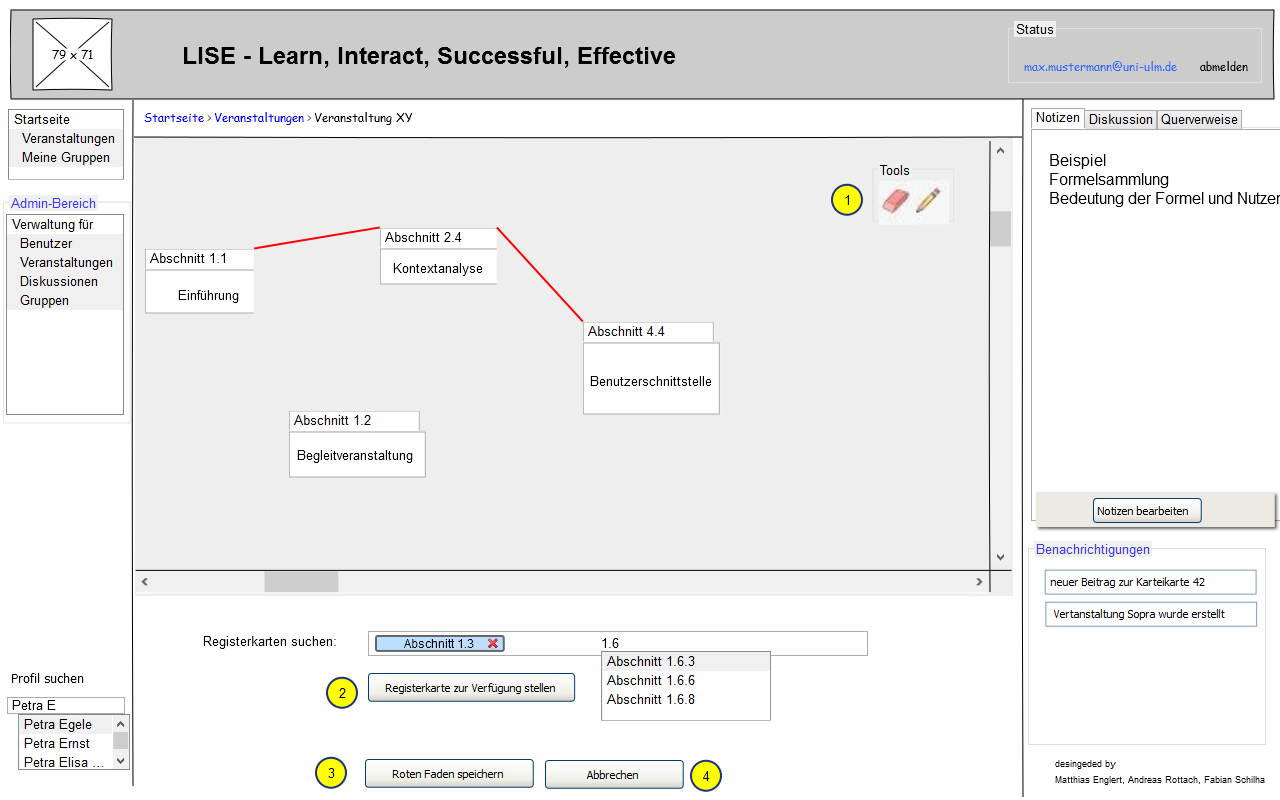 79 x 71
LISE - Learn, Interact, Successful, Effective
Status
max.mustermann@uni-ulm.de abmelden
Startseite
Veranstaltungen
Meine Gruppen
Admin-Bereich
Verwaltung für
Benutzer
Veranstaltungen
Diskussionen
Gruppen
Profil suchen
Petra E
Petra Egele
Petra Ernst
Petra Elisa ...
Startseite > Veranstaltungen > Veranstaltung XY
Tools
1
Abschnitt 1.1
Einführung
Abschnitt 2.4
Kontextanalyse
Abschnitt 4.4
Benutzerschnittstelle
Abschnitt 1.2
Begleitveranstaltung
Registerkarten suchen:
Abschnitt 1.3
1.6
Abschnitt 1.6.3
Abschnitt 1.6.6
Abschnitt 1.6.8
2
Registerkarte zur Verfügung stellen
3
Roten Faden speichern
Abbrechen
4
Notizen Diskussion Querverweise
Beispiel
Formelsammlung
Bedeutung der Formel und Nutzen
Notizen bearbeiten
Benachrichtigungen
neuer Beitrag zur Karteikarte 42
Vertanstaltung Sopra wurde erstellt
desingeded by
Matthias Englert, Andreas Rottach, Fabian Schilha